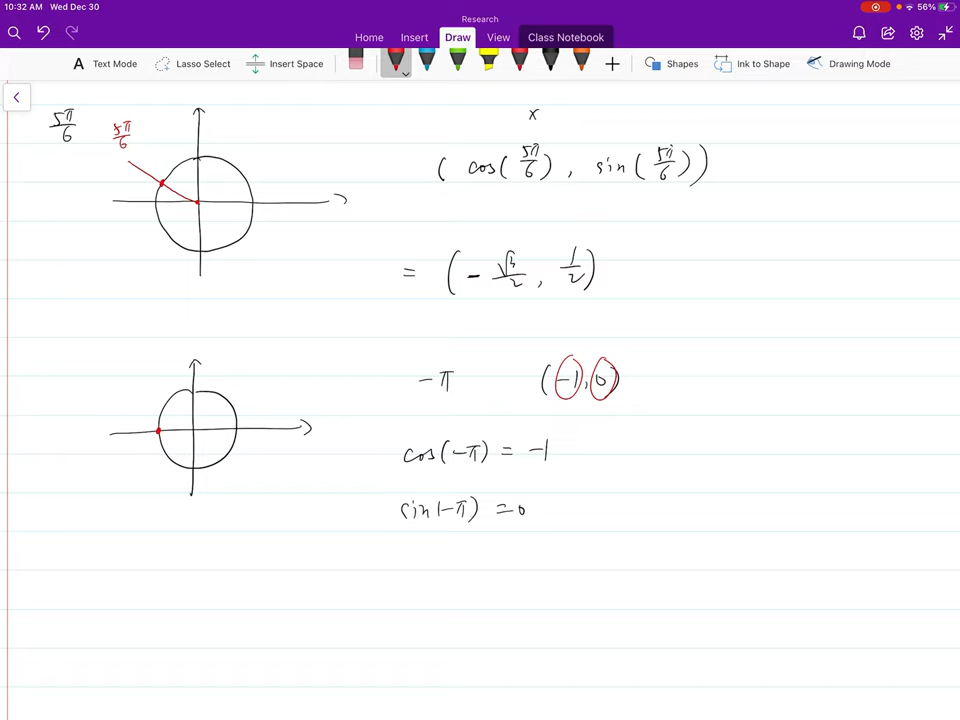 10:32 AM Wed Dec 30
56%
Research
Home Insert Draw View Class Notebook
Text Mode Lasso Select Insert Space Shapes Ink to Shape Drawing Mode
5π/6
5π/6
x
(cos(5π/6), sin(5π/6))
= (-√3/2, 1/2)
-π (-1, 0)
cos(-π) = -1
sin(-π) = 0